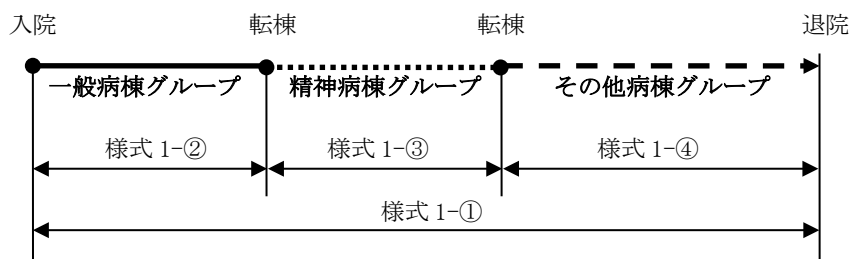 入院 転棟 転棟 退院
一般病棟グループ 精神病棟グループ その他病棟グループ
様式 1-② 様式 1-③ 様式 1-④
様式 1-①